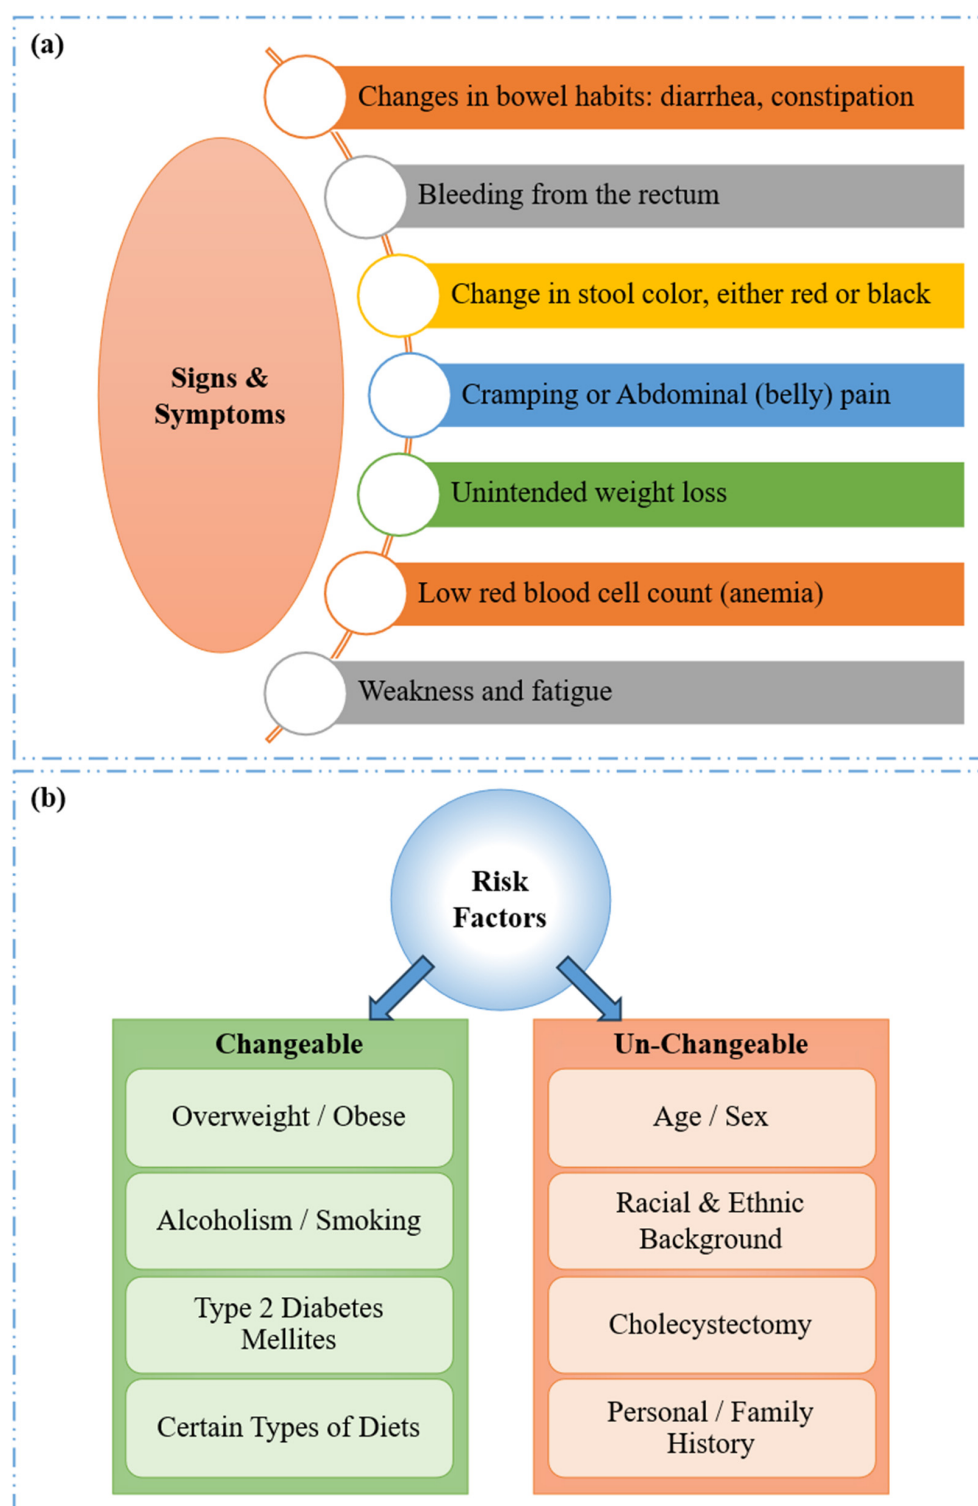 (a)
Changes in bowel habits: diarrhea, constipation
Bleeding from the rectum
Change in stool color, either red or black
Signs &
Symptoms
Cramping or Abdominal (belly) pain
Unintended weight loss
Low red blood cell count (anemia)
Weakness and fatigue
(b)
Risk
Factors
Changeable
Overweight / Obese
Alcoholism / Smoking
Type 2 Diabetes
Mellites
Certain Types of Diets
Un-Changeable
Age / Sex
Racial & Ethnic
Background
Cholecystectomy
Personal / Family
History